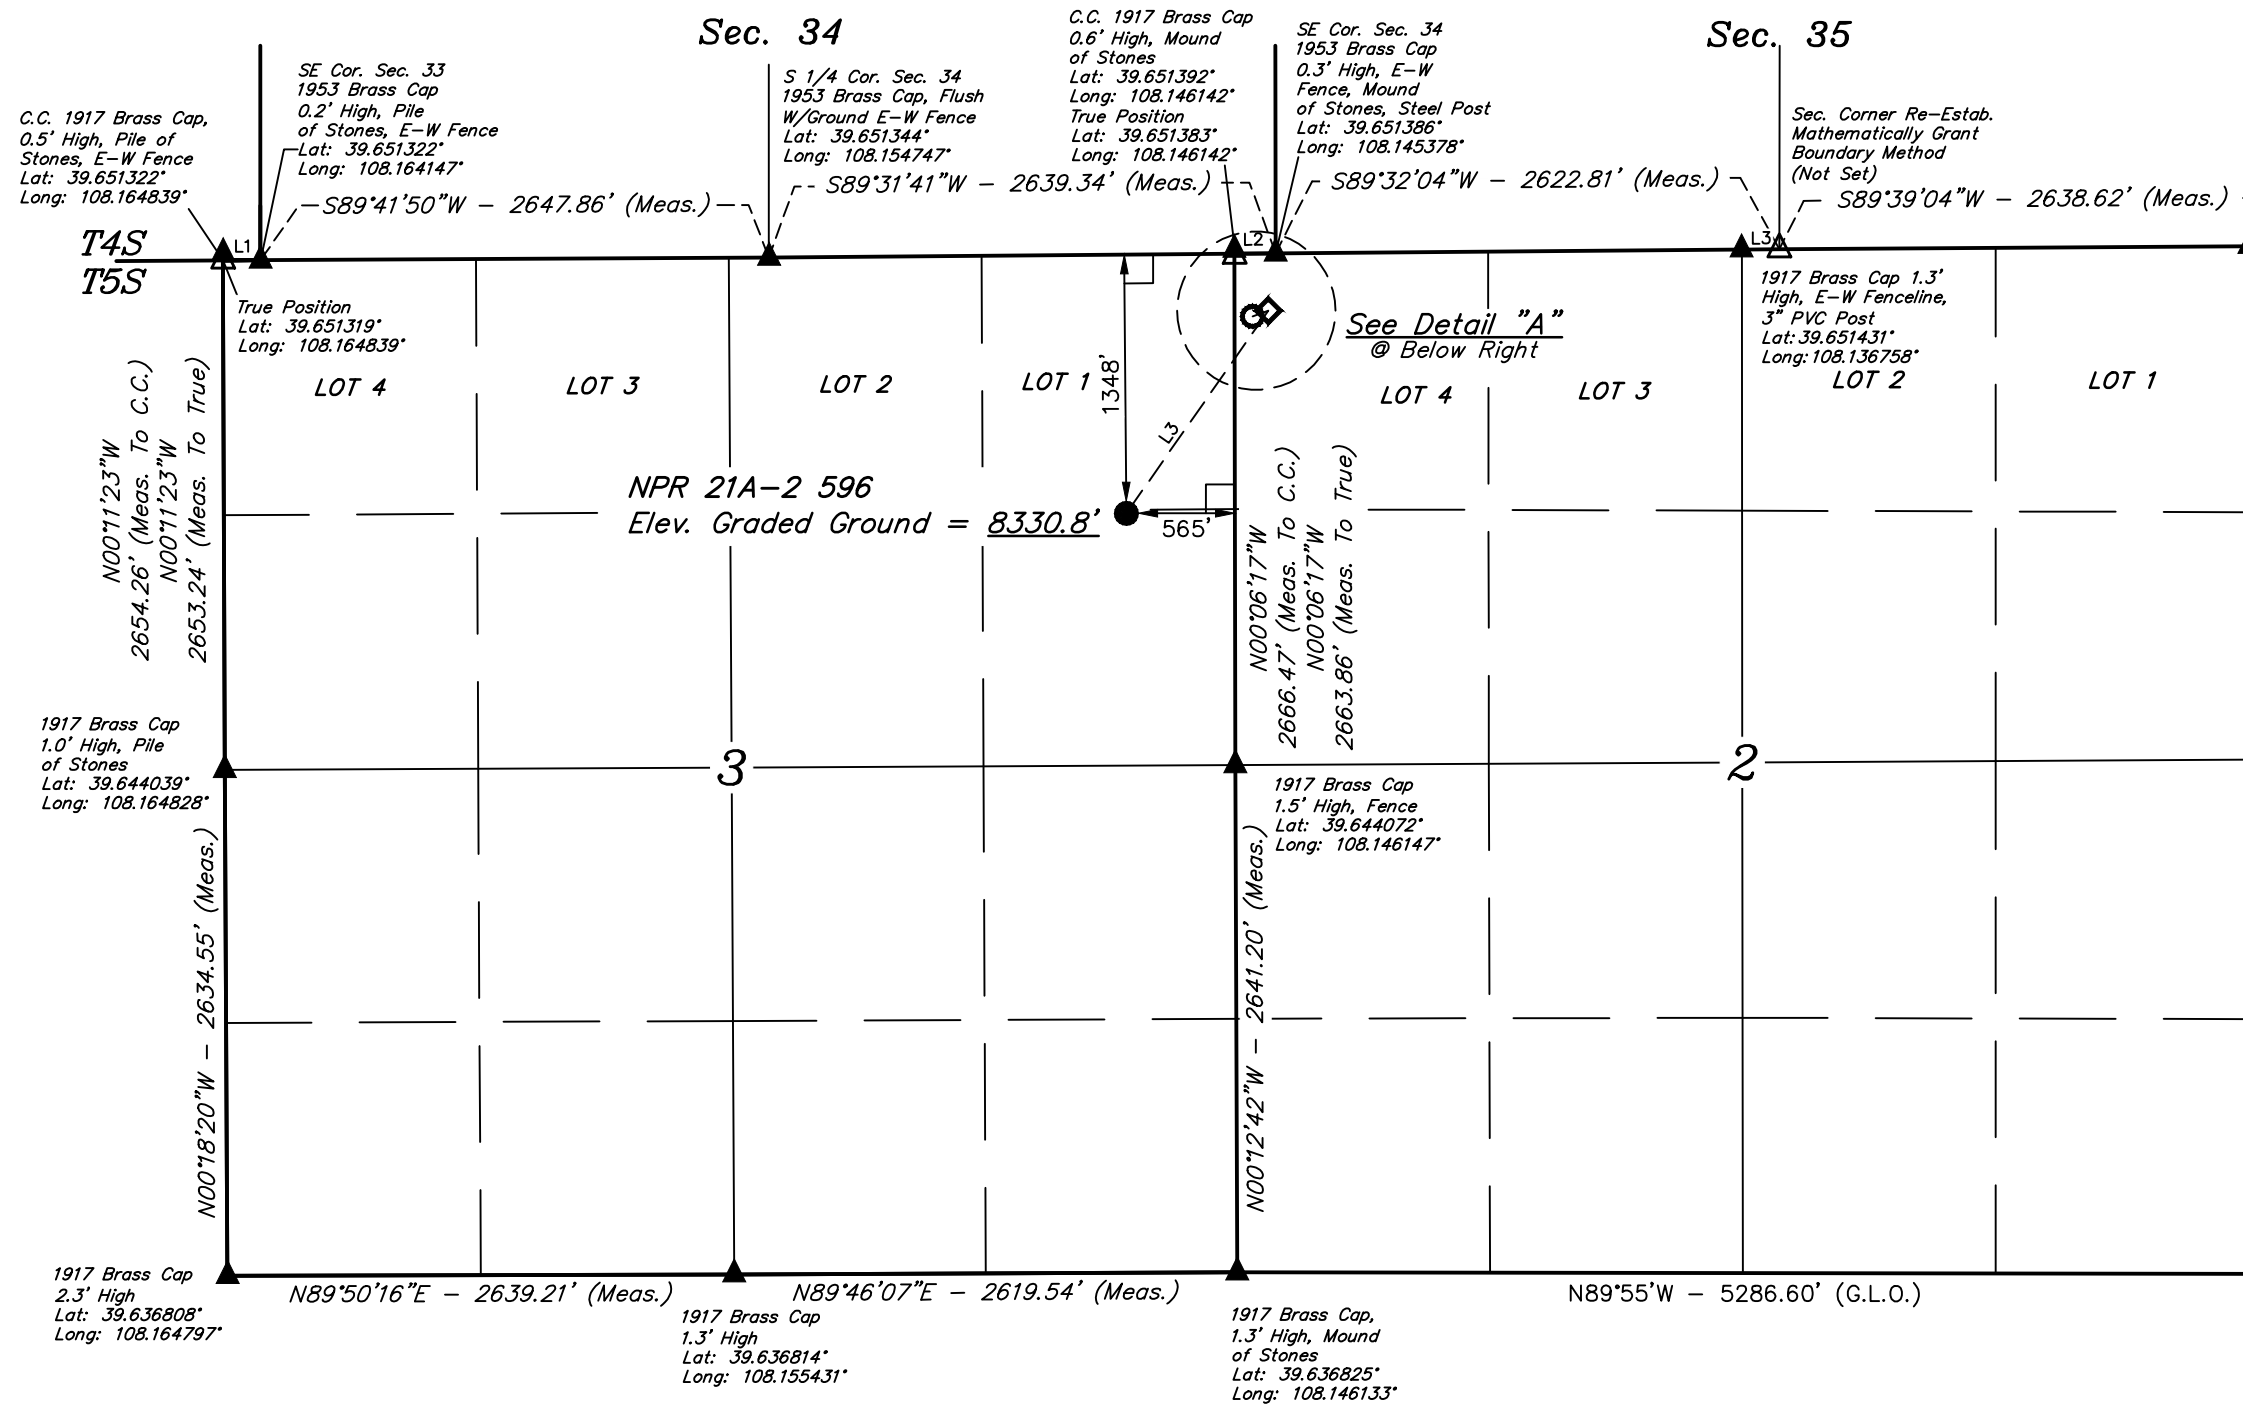 Sec. 34
Sec. 35
C.C. 1917 Brass Cap,
0.5' High, Pile of
Stones, E-W Fence
Lat: 39.651322°
Long: 108.164839°
SE Cor. Sec. 33
1953 Brass Cap
0.2' High, Pile
of Stones, E-W Fence
Lat: 39.651322°
Long: 108.164147°
S 1/4 Cor. Sec. 34
1953 Brass Cap, Flush
W/Ground E-W Fence
Lat: 39.651344°
Long: 108.154747°
C.C. 1917 Brass Cap
0.6' High, Mound
of Stones
Lat: 39.651392°
Long: 108.146142°
True Position
Lat: 39.651383°
Long: 108.146142°
SE Cor. Sec. 34
1953 Brass Cap
0.3' High, E-W
Fence, Mound
of Stones, Steel Post
Lat: 39.651386°
Long: 108.145378°
Sec. Corner Re-Estab.
Mathematically Grant
Boundary Method
(Not Set)
S89°41'50"W - 2647.86' (Meas.)
S89°31'41"W - 2639.34' (Meas.)
S89°32'04"W - 2622.81' (Meas.)
S89°39'04"W - 2638.62' (Meas.)
T4S
T5S
L1
L2
L3
True Position
Lat: 39.651319°
Long: 108.164839°
See Detail "A"
@ Below Right
1917 Brass Cap 1.3'
High, E-W Fenceline,
3" PVC Post
Lat: 39.651431°
Long: 108.136758°
LOT 4
LOT 3
LOT 2
LOT 1
LOT 4
LOT 3
LOT 2
LOT 1
1348'
L3
N00°11'23"W
2654.26' (Meas. To C.C.)
N00°11'23"W
2653.24' (Meas. To True)
NPR 21A-2 596
Elev. Graded Ground = 8330.8'
565'
N00°06'17"W
2666.47' (Meas. To C.C.)
N00°06'17"W
2663.86' (Meas. To True)
1917 Brass Cap
1.0' High, Pile
of Stones
Lat: 39.644039°
Long: 108.164828°
3
2
1917 Brass Cap
1.5' High, Fence
Lat: 39.644072°
Long: 108.146147°
N00°18'20"W - 2634.55' (Meas.)
N00°12'42"W - 2641.20' (Meas.)
1917 Brass Cap
2.3' High
Lat: 39.636808°
Long: 108.164797°
N89°50'16"E - 2639.21' (Meas.)
N89°46'07"E - 2619.54' (Meas.)
N89°55'W - 5286.60' (G.L.O.)
1917 Brass Cap
1.3' High
Lat: 39.636814°
Long: 108.155431°
1917 Brass Cap,
1.3' High, Mound
of Stones
Lat: 39.636825°
Long: 108.146133°